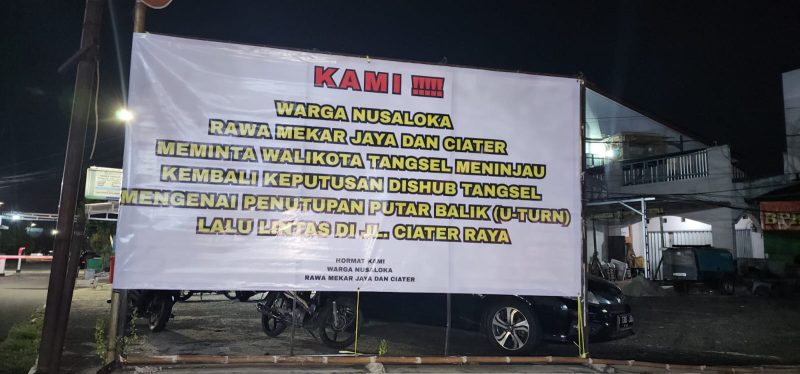 KAMI !!!!!
WARGA NUSALOKA
RAWA MEKAR JAYA DAN CIATER
MEMINTA WALIKOTA TANGSEL MENINJAU
KEMBALI KEPUTUSAN DISHUB TANGSEL
MENGENAI PENUTUPAN PUTAR BALIK (U-TURN)
LALU LINTAS DI JL. CIATER RAYA
HORMAT KAMI
WARGA NUSALOKA
RAWA MEKAR JAYA DAN CIATER